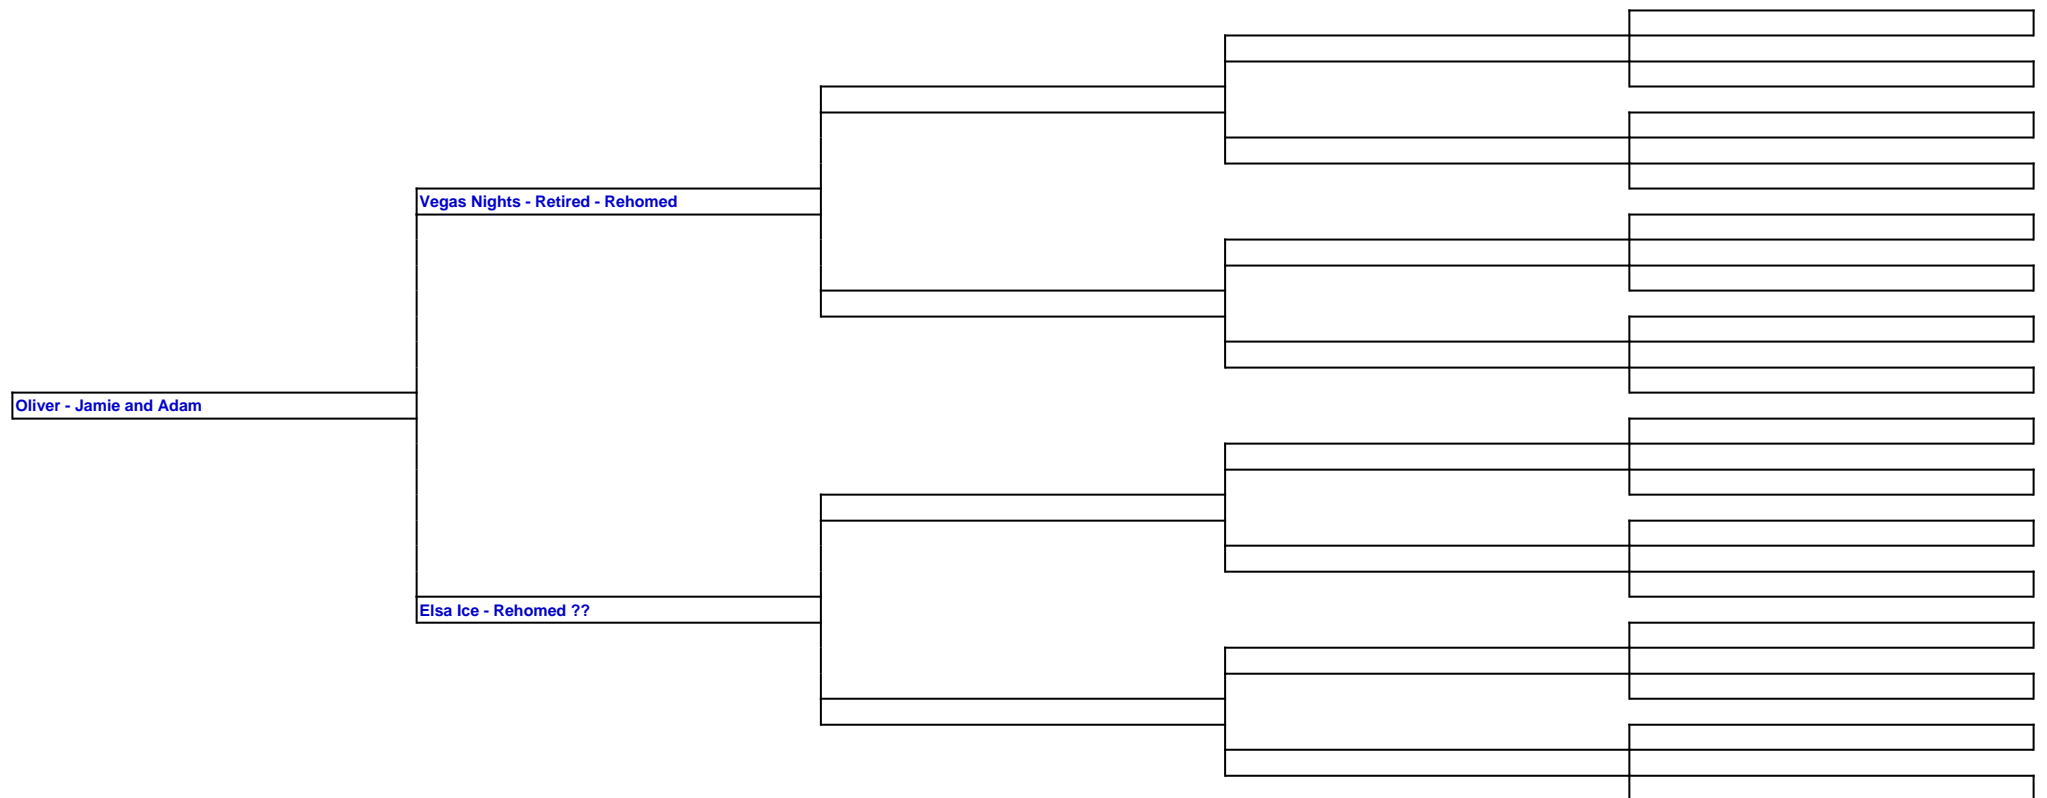 Vegas Nights - Retired - Rehomed
Oliver - Jamie and Adam
Elsa Ice - Rehomed ??